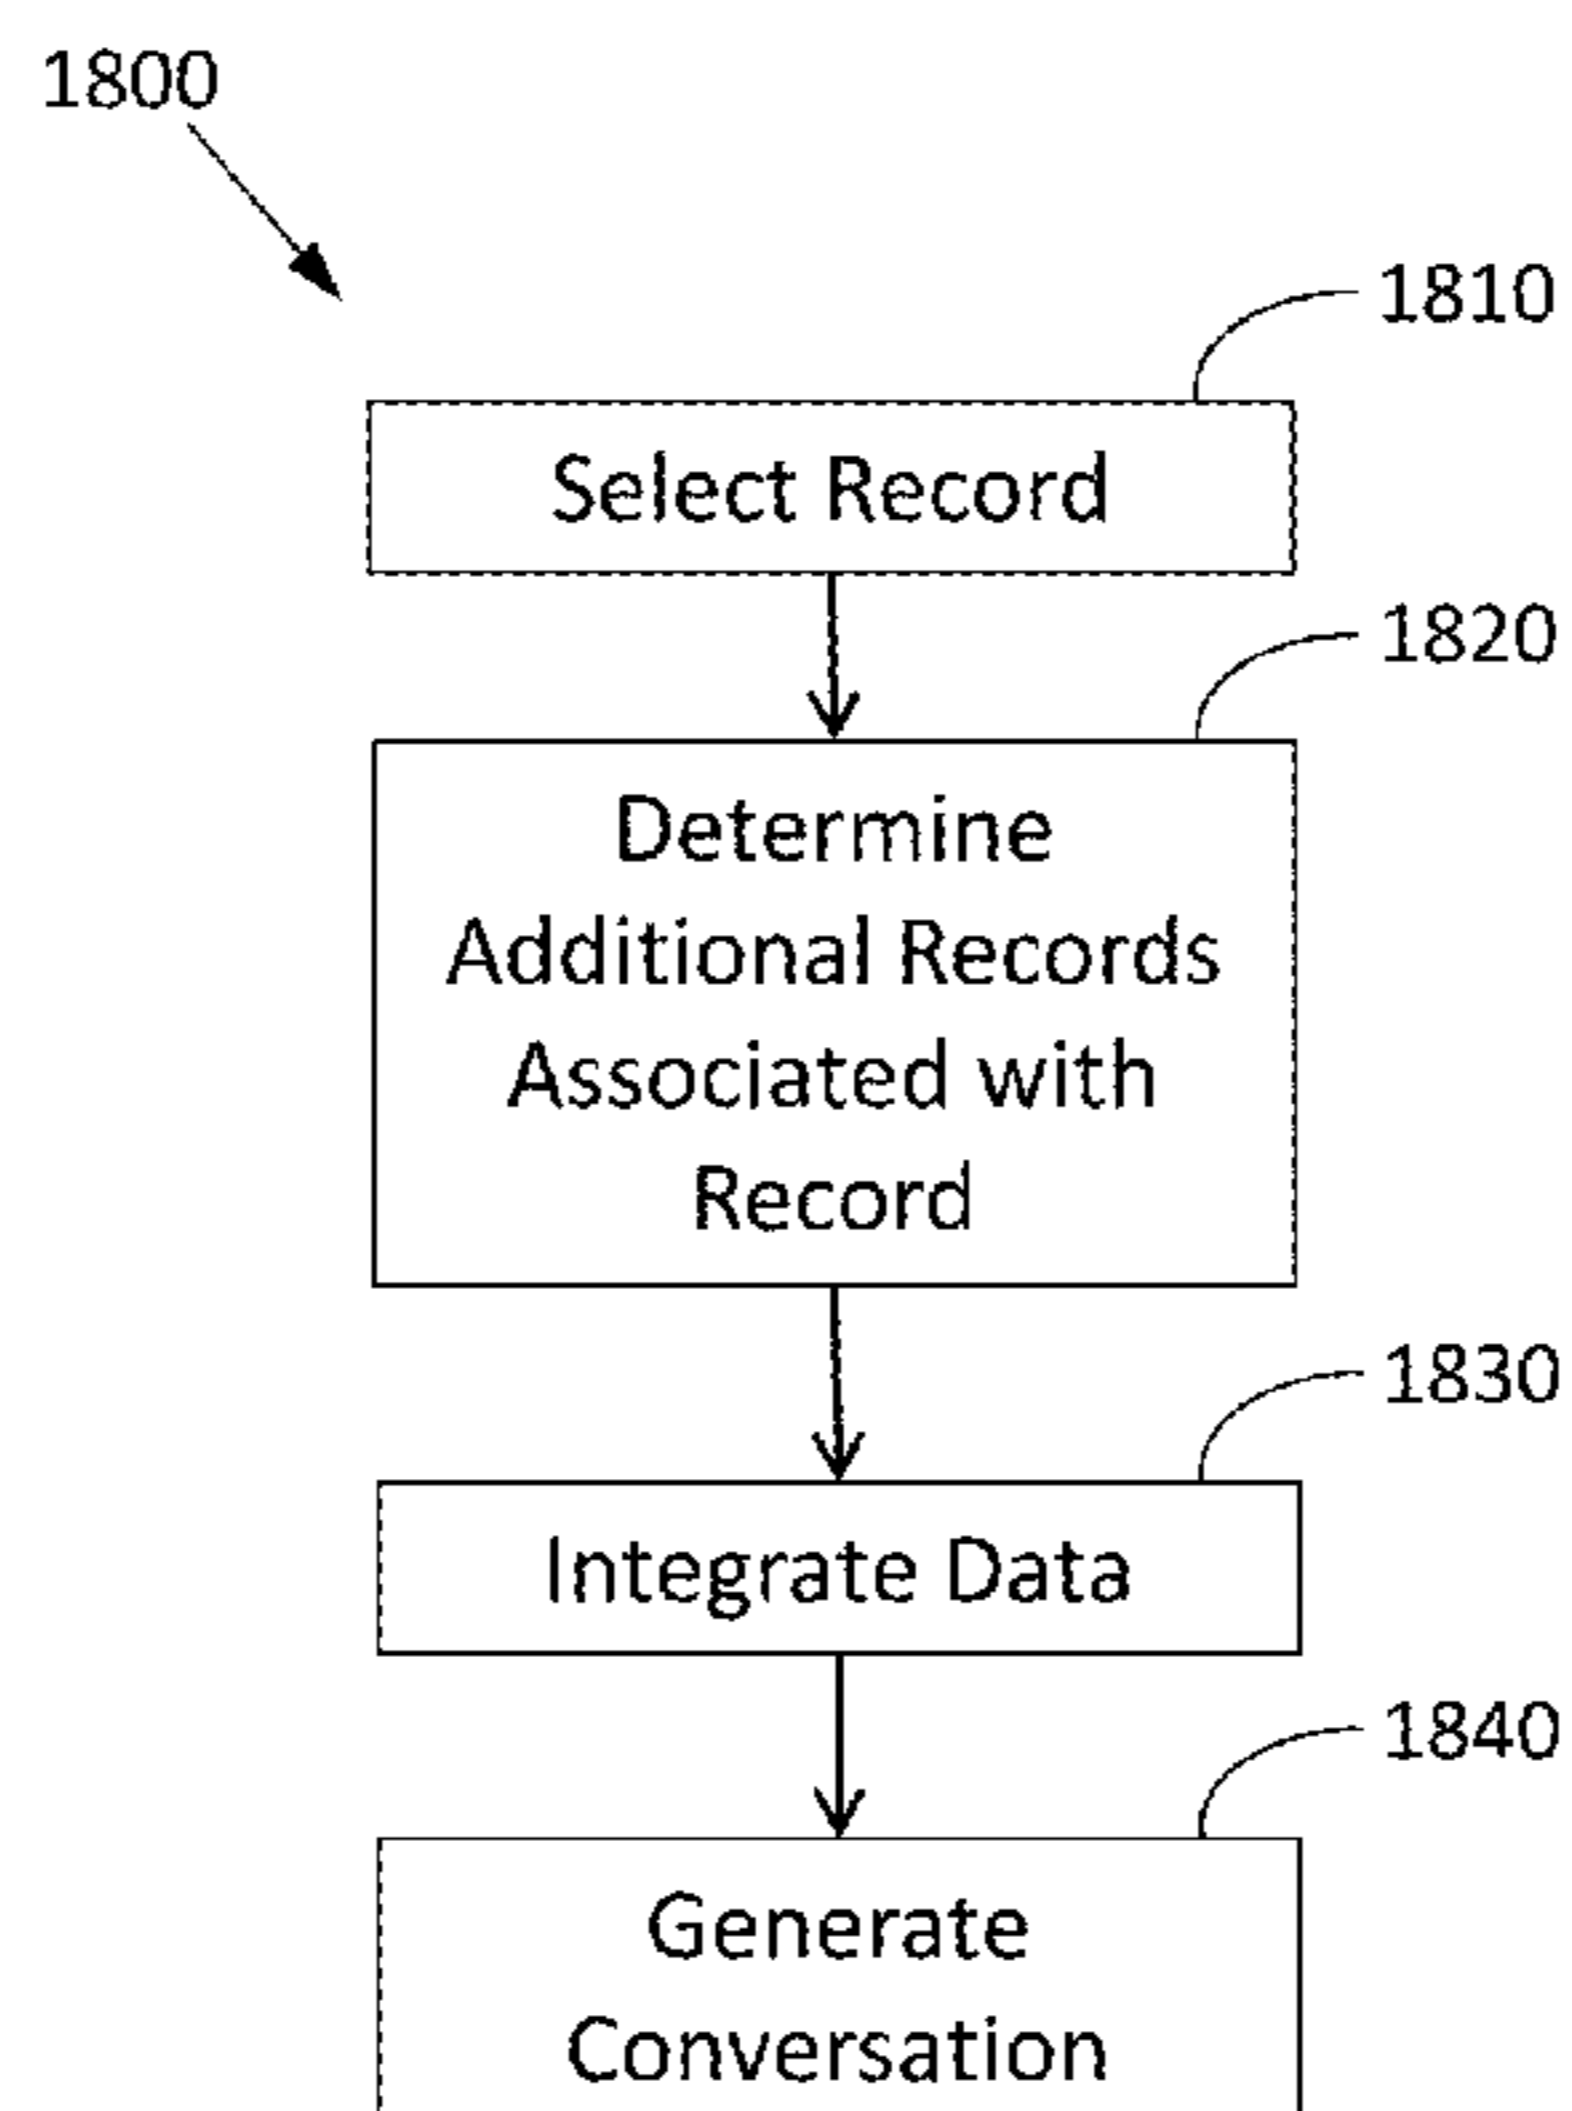 1800
1810
Select Record
1820
Determine
Additional Records
Associated with
Record
1830
Integrate Data
1840
Generate
Conversation